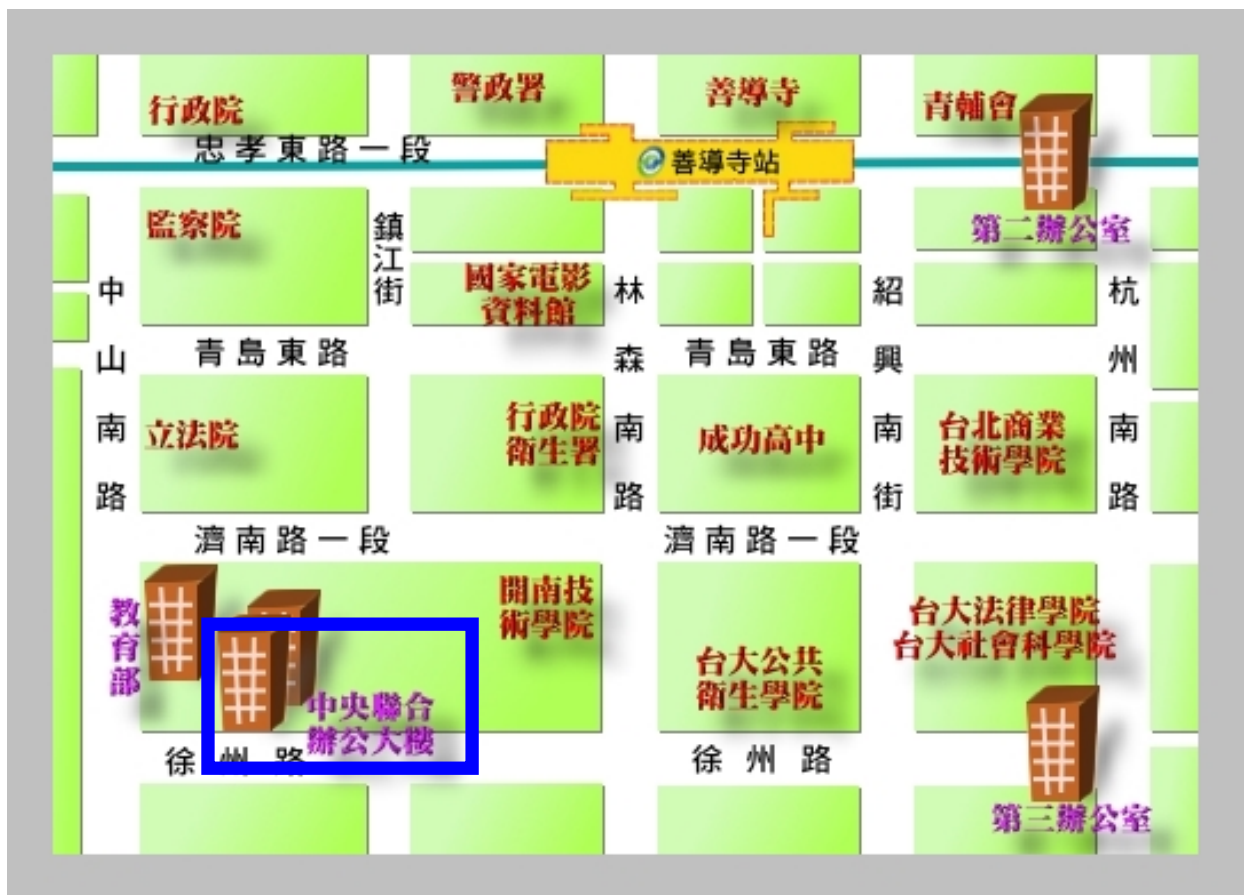 行政院
警政署
善導寺
青輔會
忠孝東路一段
善導寺站
監察院
鎮江街
第二辦公室
國家電影
資料館
中山南路
林森南路
紹興南街
杭州南路
青島東路
青島東路
立法院
行政院
衛生署
成功高中
台北商業
技術學院
濟南路一段
濟南路一段
教育部
開南技
術學院
台大公共
衛生學院
台大法律學院
台大社會科學院
中央聯合
辦公大樓
徐州路
徐州路
第三辦公室